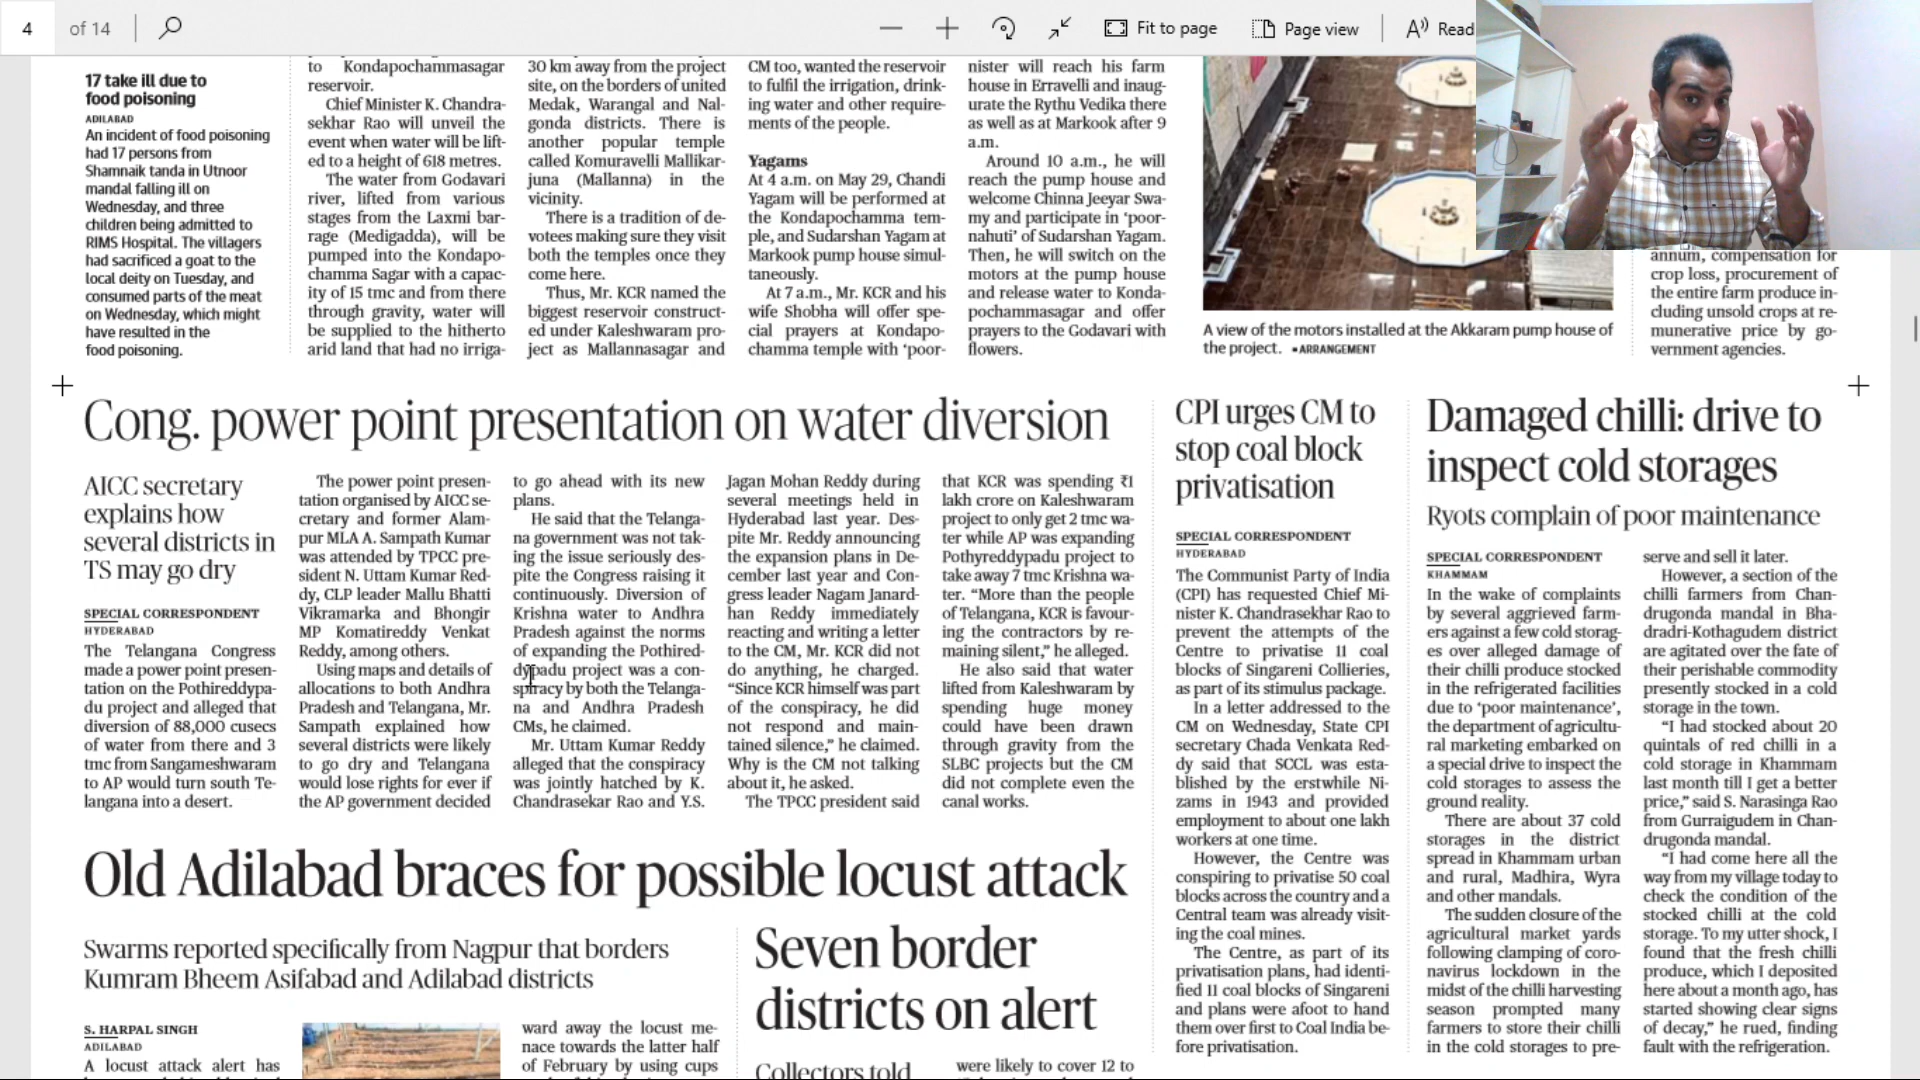 4 of 14 Fit to page Page view Read
17 take ill due to
food poisoning
ADILABAD
An incident of food poisoning
had 17 persons from
Shamnaik tanda in Utnoor
mandal falling ill on
Wednesday, and three
children being admitted to
RIMS Hospital. The villagers
had sacrificed a goat to the
local deity on Tuesday, and
consumed parts of the meat
on Wednesday, which might
have resulted in the
food poisoning.
to Kondapochammasagar
reservoir.
Chief Minister K. Chandra-
sekhar Rao will unveil the
event when water will be lift-
ed to a height of 618 metres.
The water from Godavari
river, lifted from various
stages from the Laxmi bar-
rage (Medigadda), will be
pumped into the Kondapo-
chamma Sagar with a capac-
ity of 15 tmc and from there
through gravity, water will
be supplied to the hitherto
arid land that had no irriga-
30 km away from the project
site, on the borders of united
Medak, Warangal and Nal-
gonda districts. There is
another popular temple
called Komuravelli Mallikar-
juna (Mallanna) in the
vicinity.
There is a tradition of de-
votees making sure they visit
both the temples once they
come here.
Thus, Mr. KCR named the
biggest reservoir construct-
ed under Kaleshwaram pro-
ject as Mallannasagar and
CM too, wanted the reservoir
to fulfil the irrigation, drink-
ing water and other require-
ments of the people.
Yagams
At 4 a.m. on May 29, Chandi
Yagam will be performed at
the Kondapochamma tem-
ple, and Sudarshan Yagam at
Markook pump house simul-
taneously.
At 7 a.m., Mr. KCR and his
wife Shobha will offer spe-
cial prayers at Kondapo-
chamma temple with ‘poor-
nister will reach his farm
house in Erravelli and inaug-
urate the Rythu Vedika there
as well as at Markook after 9
a.m.
Around 10 a.m., he will
reach the pump house and
welcome Chinna Jeeyar Swa-
my and participate in ‘poor-
nahuti’ of Sudarshan Yagam.
Then, he will switch on the
motors at the pump house
and release water to Konda-
pochammasagar and offer
prayers to the Godavari with
flowers.
A view of the motors installed at the Akkaram pump house of
the project. ▪ARRANGEMENT
annum, compensation for
crop loss, procurement of
the entire farm produce in-
cluding unsold crops at re-
munerative price by go-
vernment agencies.
Cong. power point presentation on water diversion
AICC secretary
explains how
several districts in
TS may go dry
SPECIAL CORRESPONDENT
HYDERABAD
The Telangana Congress
made a power point presen-
tation on the Pothireddypa-
du project and alleged that
diversion of 88,000 cusecs
of water from there and 3
tmc from Sangameshwaram
to AP would turn south Te-
langana into a desert.
The power point presen-
tation organised by AICC se-
cretary and former Alam-
pur MLA A. Sampath Kumar
was attended by TPCC pre-
sident N. Uttam Kumar Red-
dy, CLP leader Mallu Bhatti
Vikramarka and Bhongir
MP Komatireddy Venkat
Reddy, among others.
Using maps and details of
allocations to both Andhra
Pradesh and Telangana, Mr.
Sampath explained how
several districts were likely
to go dry and Telangana
would lose rights for ever if
the AP government decided
to go ahead with its new
plans.
He said that the Telanga-
na government was not tak-
ing the issue seriously des-
pite the Congress raising it
continuously. Diversion of
Krishna water to Andhra
Pradesh against the norms
of expanding the Pothired-
dypadu project was a con-
spiracy by both the Telanga-
na and Andhra Pradesh
CMs, he claimed.
Mr. Uttam Kumar Reddy
alleged that the conspiracy
was jointly hatched by K.
Chandrasekar Rao and Y.S.
Jagan Mohan Reddy during
several meetings held in
Hyderabad last year. Des-
pite Mr. Reddy announcing
the expansion plans in De-
cember last year and Con-
gress leader Nagam Janard-
han Reddy immediately
reacting and writing a letter
to the CM, Mr. KCR did not
do anything, he charged.
“Since KCR himself was part
of the conspiracy, he did
not respond and main-
tained silence,” he claimed.
Why is the CM not talking
about it, he asked.
The TPCC president said
that KCR was spending ₹1
lakh crore on Kaleshwaram
project to only get 2 tmc wa-
ter while AP was expanding
Pothyreddypadu project to
take away 7 tmc Krishna wa-
ter. “More than the people
of Telangana, KCR is favour-
ing the contractors by re-
maining silent,” he alleged.
He also said that water
lifted from Kaleshwaram by
spending huge money
could have been drawn
through gravity from the
SLBC projects but the CM
did not complete even the
canal works.
CPI urges CM to
stop coal block
privatisation
SPECIAL CORRESPONDENT
HYDERABAD
The Communist Party of India
(CPI) has requested Chief Mi-
nister K. Chandrasekhar Rao to
prevent the attempts of the
Centre to privatise 11 coal
blocks of Singareni Collieries,
as part of its stimulus package.
In a letter addressed to the
CM on Wednesday, State CPI
secretary Chada Venkata Red-
dy said that SCCL was esta-
blished by the erstwhile Ni-
zams in 1943 and provided
employment to about one lakh
workers at one time.
However, the Centre was
conspiring to privatise 50 coal
blocks across the country and a
Central team was already visit-
ing the coal mines.
The Centre, as part of its
privatisation plans, had identi-
fied 11 coal blocks of Singareni
and plans were afoot to hand
them over first to Coal India be-
fore privatisation.
Damaged chilli: drive to
inspect cold storages
Ryots complain of poor maintenance
SPECIAL CORRESPONDENT
KHAMMAM
In the wake of complaints
by several aggrieved farm-
ers against a few cold storag-
es over alleged damage of
their chilli produce stocked
in the refrigerated facilities
due to ‘poor maintenance’,
the department of agricultu-
ral marketing embarked on
a special drive to inspect the
cold storages to assess the
ground reality.
There are about 37 cold
storages in the district
spread in Khammam urban
and rural, Madhira, Wyra
and other mandals.
The sudden closure of the
agricultural market yards
following clamping of coro-
navirus lockdown in the
midst of the chilli harvesting
season prompted many
farmers to store their chilli
in the cold storages to pre-
serve and sell it later.
However, a section of the
chilli farmers from Chan-
drugonda mandal in Bha-
dradri-Kothagudem district
are agitated over the fate of
their perishable commodity
presently stocked in a cold
storage in the town.
“I had stocked about 20
quintals of red chilli in a
cold storage in Khammam
last month till I get a better
price,” said S. Narasinga Rao
from Gurraigudem in Chan-
drugonda mandal.
“I had come here all the
way from my village today to
check the condition of the
stocked chilli at the cold
storage. To my utter shock, I
found that the fresh chilli
produce, which I deposited
here about a month ago, has
started showing clear signs
of decay,” he rued, finding
fault with the refrigeration.
Old Adilabad braces for possible locust attack
Swarms reported specifically from Nagpur that borders
Kumram Bheem Asifabad and Adilabad districts
S. HARPAL SINGH
ADILABAD
A locust attack alert has
ward away the locust me-
nace towards the latter half
of February by using cups
Seven border
districts on alert
Collectors told
were likely to cover 12 to